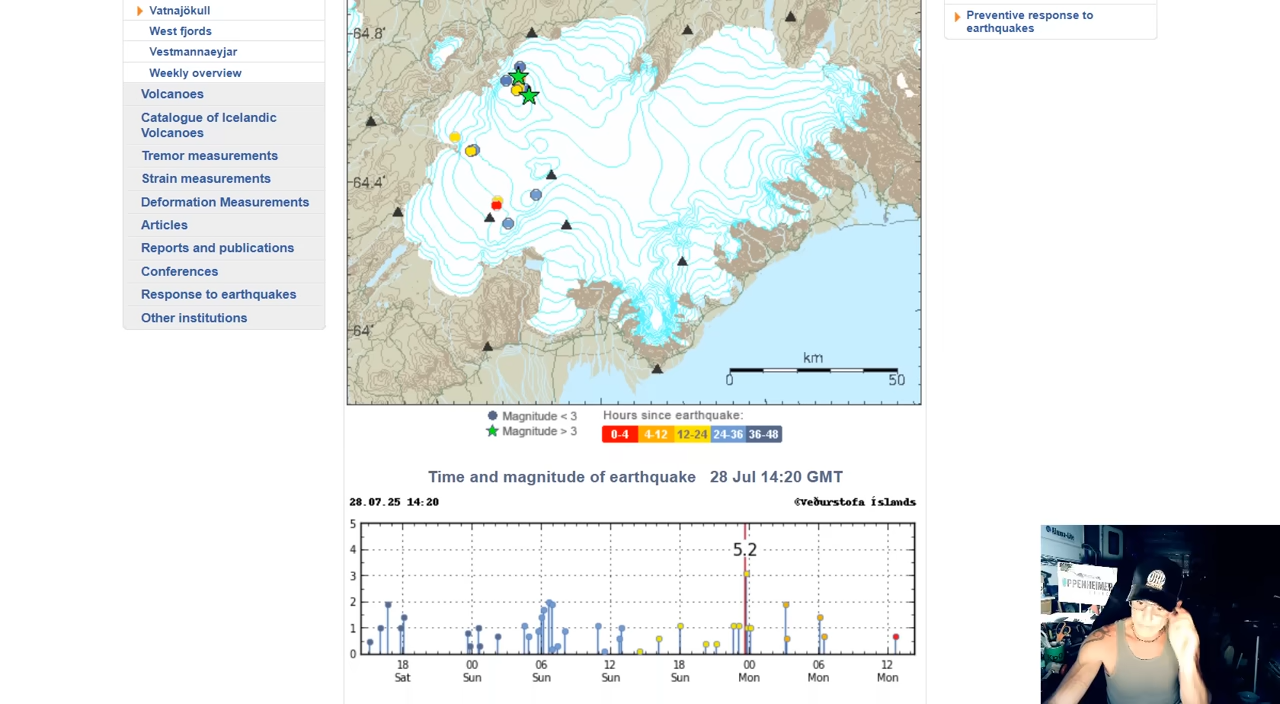 Vatnajökull
West fjords
Vestmannaeyjar
Weekly overview
Volcanoes
Catalogue of Icelandic
Volcanoes
Tremor measurements
Strain measurements
Deformation Measurements
Articles
Reports and publications
Conferences
Response to earthquakes
Other institutions
64.8°
64.4°
64°
km
0 50
Magnitude < 3
Magnitude > 3
Hours since earthquake:
0-4 4-12 12-24 24-36 36-48
Time and magnitude of earthquake 28 Jul 14:20 GMT
28.07.25 14:20 ©Veðurstofa Íslands
5
4
3
2
1
0
5.2
18 00 06 12 18 00 06 12
Sat Sun Sun Sun Sun Mon Mon Mon
Preventive response to
earthquakes
OPPENHEIMER